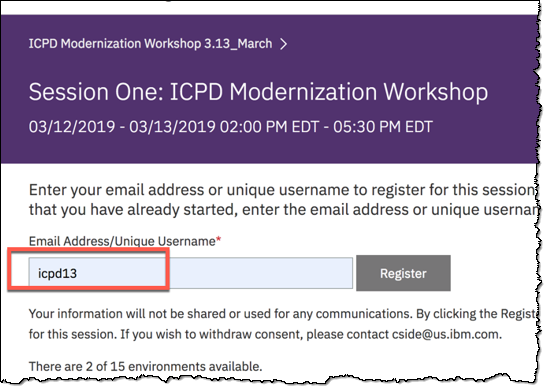 ICPD Modernization Workshop 3.13_March >
Session One: ICPD Modernization Workshop
03/12/2019 - 03/13/2019 02:00 PM EDT - 05:30 PM EDT
Enter your email address or unique username to register for this session
that you have already started, enter the email address or unique usernam
Email Address/Unique Username*
icpd13
Register
Your information will not be shared or used for any communications. By clicking the Regist
for this session. If you wish to withdraw consent, please contact cside@us.ibm.com.
There are 2 of 15 environments available.